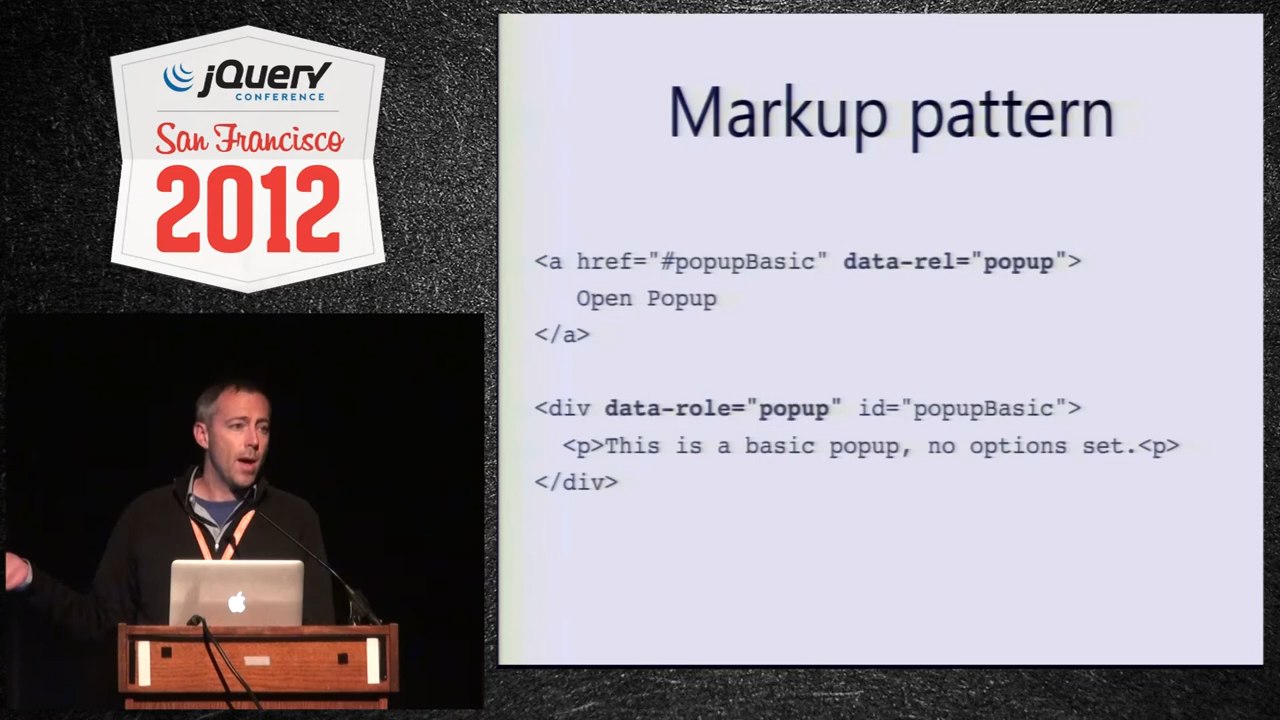 jQuery
CONFERENCE
San Francisco
2012
Markup pattern
<a href="#popupBasic" data-rel="popup">
Open Popup
</a>
<div data-role="popup" id="popupBasic">
<p>This is a basic popup, no options set.<p>
</div>